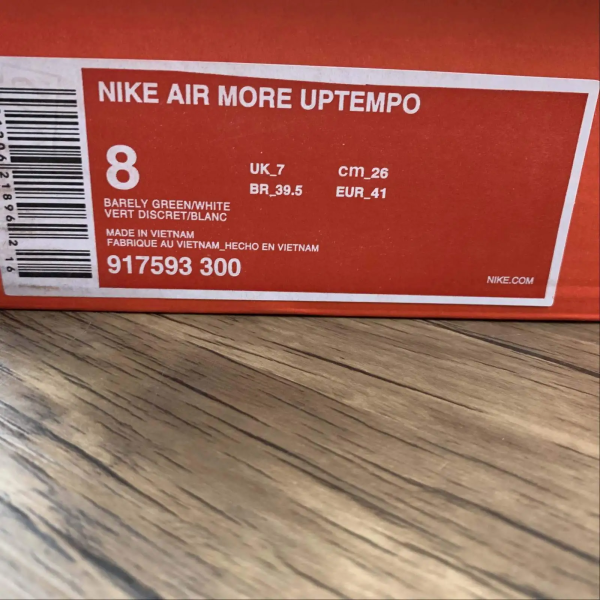 NIKE AIR MORE UPTEMPO
8
UK_7 cm_26
BR_39.5 EUR_41
BARELY GREEN/WHITE
VERT DISCRET/BLANC
MADE IN VIETNAM
FABRIQUE AU VIETNAM_HECHO EN VIETNAM
917593 300
NIKE.COM